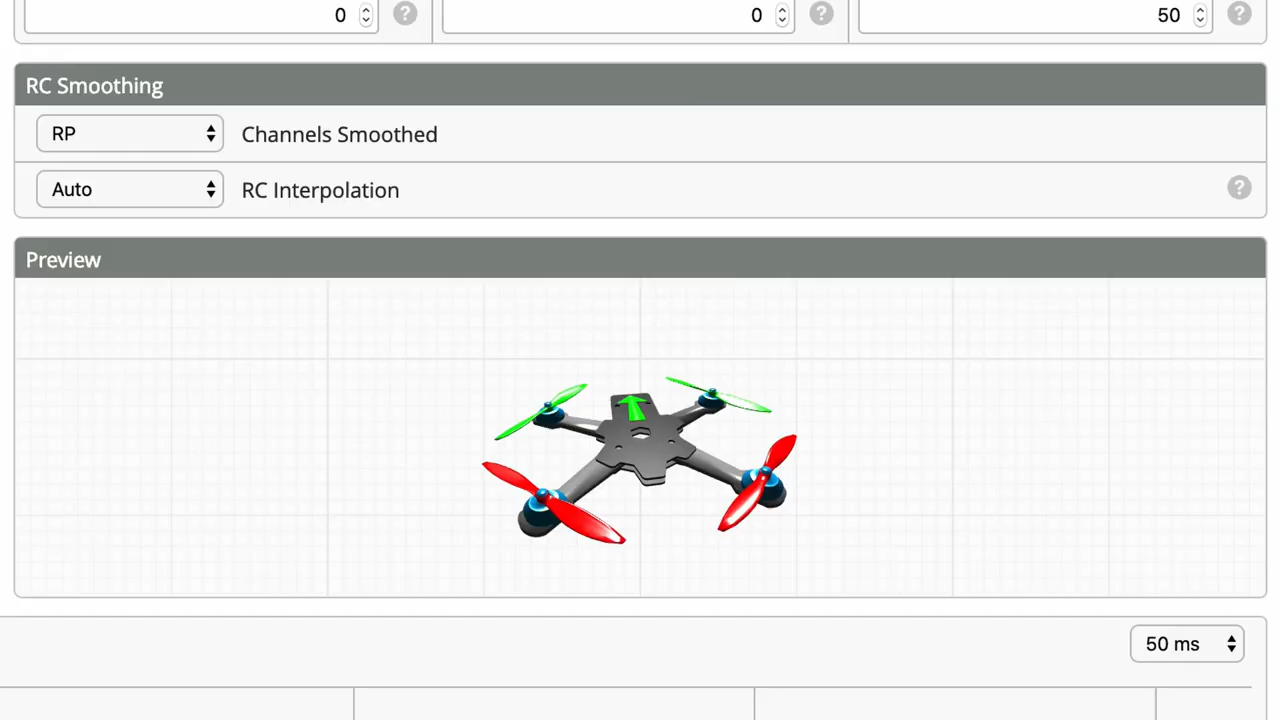 0 ? 0 ? 50 ?
RC Smoothing
RP Channels Smoothed
Auto RC Interpolation ?
Preview
50 ms